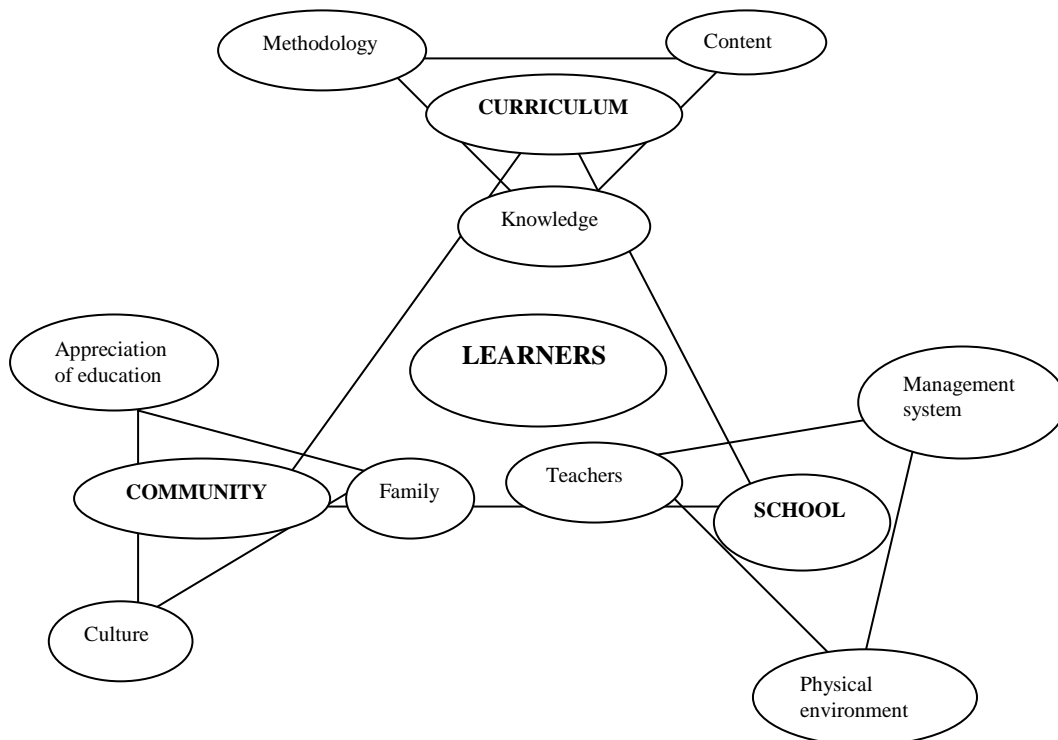 Methodology
Content
CURRICULUM
Knowledge
LEARNERS
Appreciation
of education
Management
system
COMMUNITY
Family
Teachers
SCHOOL
Culture
Physical
environment